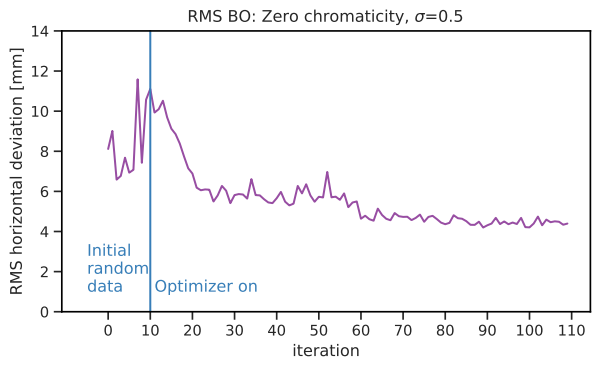 RMS BO: Zero chromaticity, σ=0.5
RMS horizontal deviation [mm]
14
12
10
8
6
4
2
0
Initial
random
data
Optimizer on
0 10 20 30 40 50 60 70 80 90 100 110
iteration